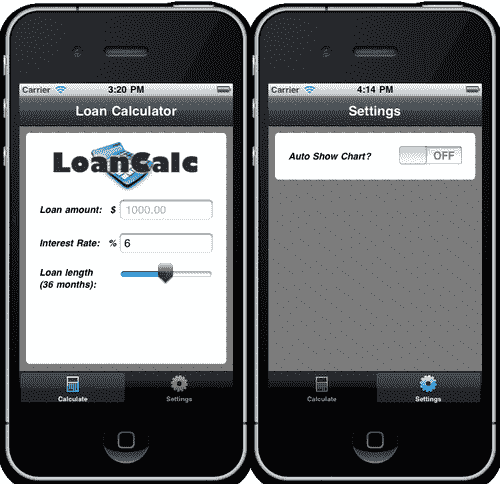 Carrier 3:20 PM
Loan Calculator
LoanCalc
Loan amount: $ 1000.00
Interest Rate: % 6
Loan length
(36 months):
Calculate Settings
Carrier 4:14 PM
Settings
Auto Show Chart? OFF
Calculate Settings